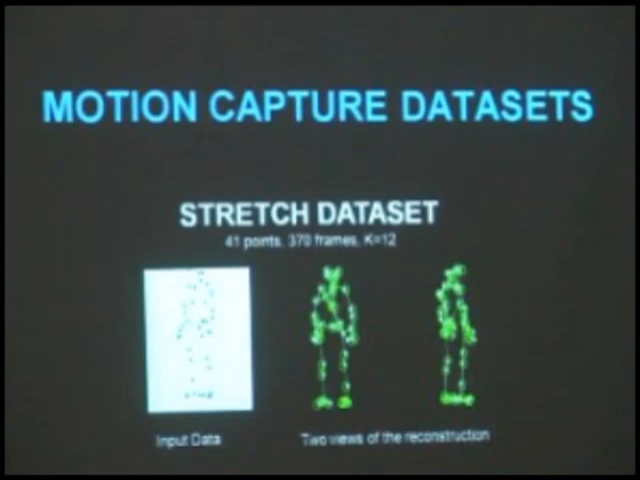 MOTION CAPTURE DATASETS
STRETCH DATASET
41 points, 370 frames, K=12
Input Data
Two views of the reconstruction